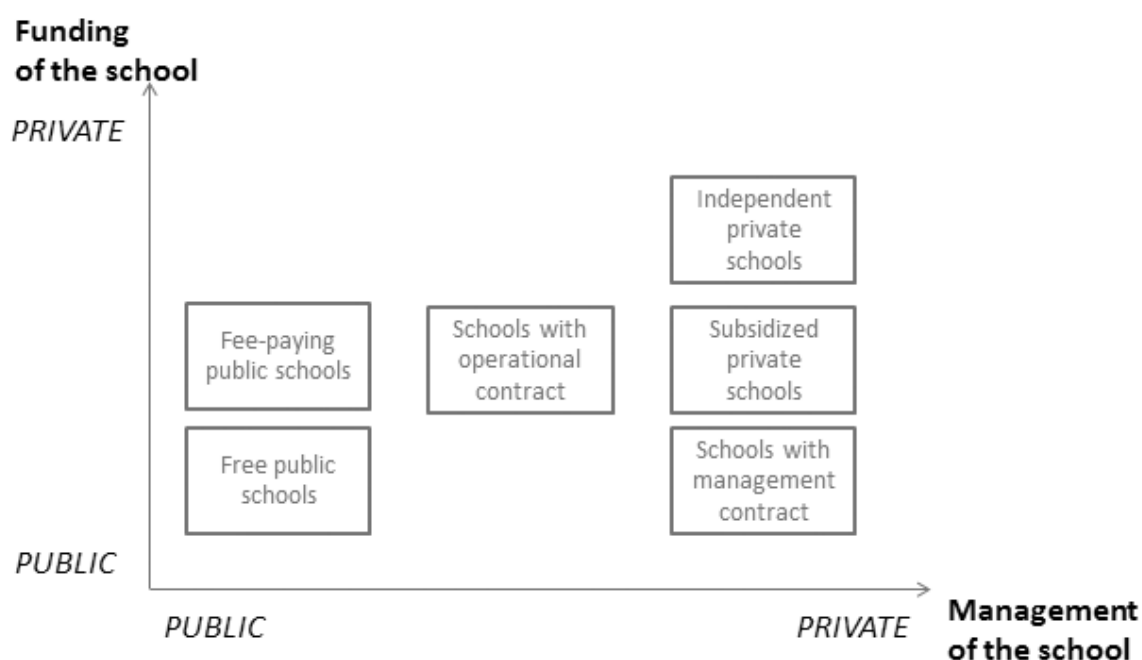 Funding
of the school
PRIVATE
Independent
private
schools
Fee-paying
public schools
Schools with
operational
contract
Subsidized
private
schools
Free public
schools
Schools with
management
contract
PUBLIC
PUBLIC
PRIVATE
Management
of the school